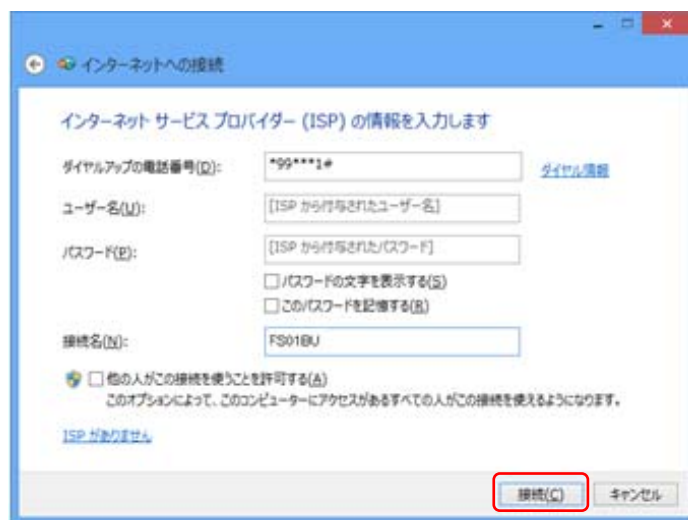 インターネットへの接続
インターネット サービス プロバイダー (ISP) の情報を入力します
ダイヤルアップの電話番号(D): *99***1# ダイヤル情報
ユーザー名(U): [ISP から付与されたユーザー名]
パスワード(P): [ISP から付与されたパスワード]
パスワードの文字を表示する(S)
このパスワードを記憶する(R)
接続名(N): FS01BU
他の人がこの接続を使うことを許可する(A)
このオプションによって、このコンピューターにアクセスがあるすべての人がこの接続を使えるようになります。
ISP がありません
接続(C) キャンセル